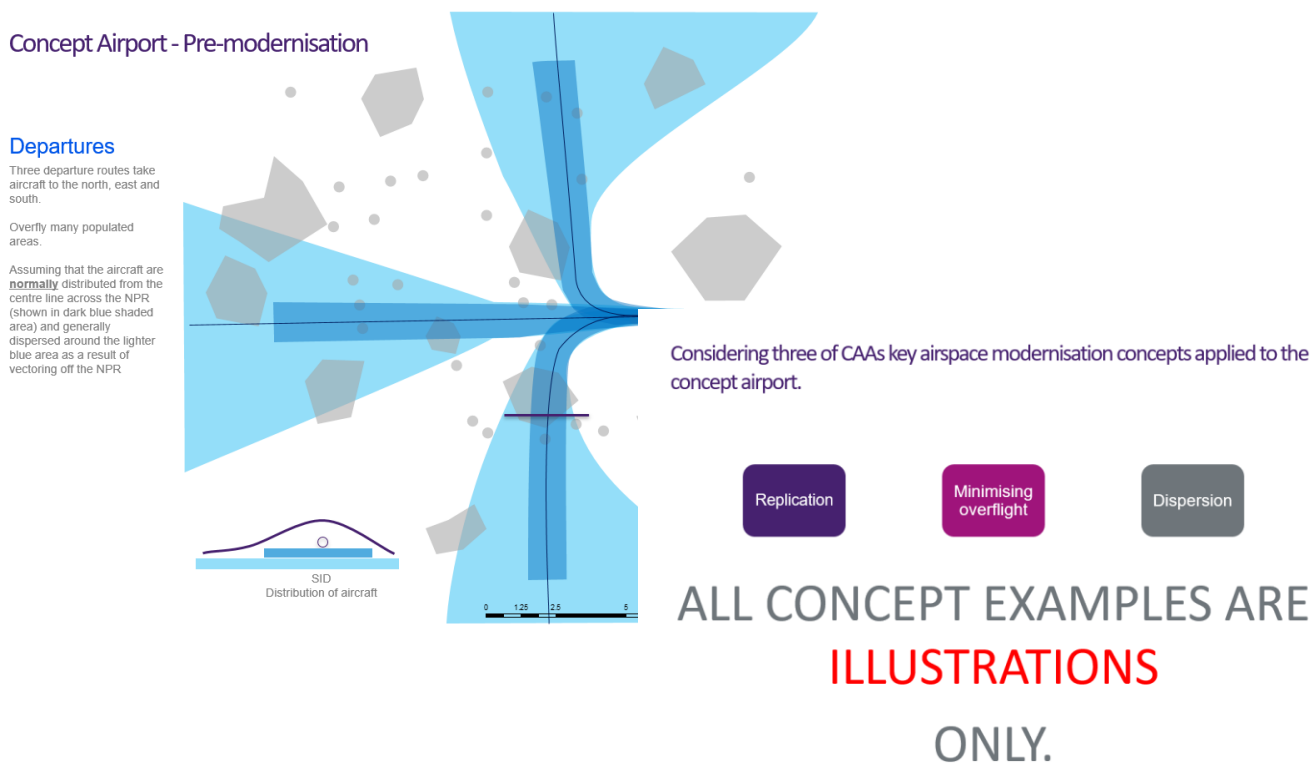 Concept Airport - Pre-modernisation
Departures
Three departure routes take
aircraft to the north, east and
south.
Overfly many populated
areas.
Assuming that the aircraft are
normally distributed from the
centre line across the NPR
(shown in dark blue shaded
area) and generally
dispersed around the lighter
blue area as a result of
vectoring off the NPR
SID
Distribution of aircraft
0 1.25 2.5 5
Considering three of CAAs key airspace modernisation concepts applied to the
concept airport.
Replication
Minimising
overflight
Dispersion
ALL CONCEPT EXAMPLES ARE
ILLUSTRATIONS
ONLY.